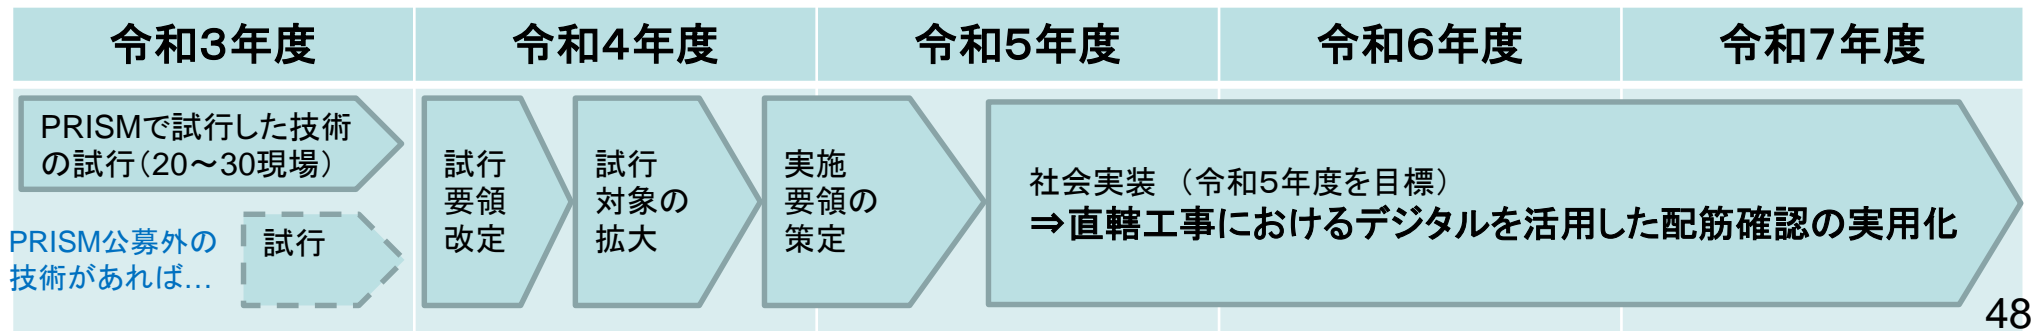 令和3年度
令和4年度
令和5年度
令和6年度
令和7年度
PRISMで試行した技術
の試行（20～30現場）
PRISM公募外の
技術があれば…
試行
試行
要領
改定
試行
対象の
拡大
実施
要領の
策定
社会実装　（令和5年度を目標）
⇒直轄工事におけるデジタルを活用した配筋確認の実用化
48